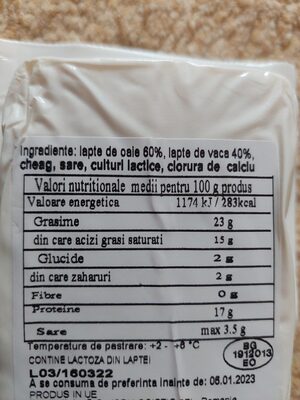 Ingrediente: lapte de oaie 60%, lapte de vaca 40%,
cheag, sare, culturi lactice, clorura de calciu
Valori nutritionale medii pentru 100 g produs
Valoare energetica 1174 kJ / 283kcal
Grasime 23 g
din care acizi grasi saturati 15 g
Glucide 2 g
din care zaharuri 2 g
Fibre 0 g
Proteine 17 g
Sare max 3.5 g
Temperatura de pastrare: +2 - +6°C
CONTINE LACTOZA DIN LAPTE
BG
1912013
EO
L03/160322
A se consuma de preferinta inainte de: 06.01.2023
PRODUS IN UE